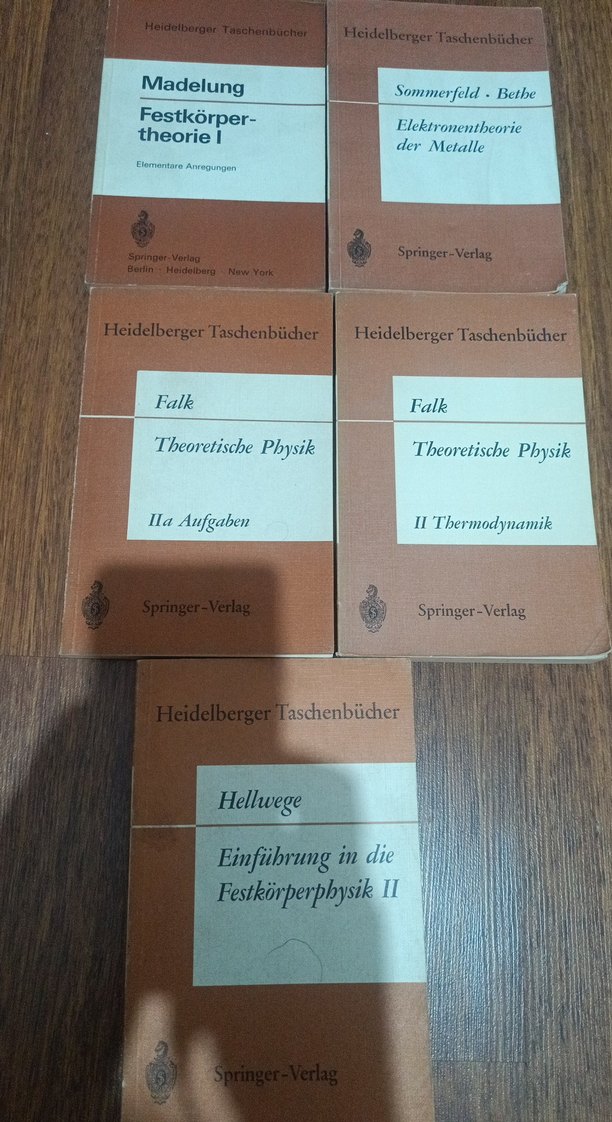 Heidelberger Taschenbücher
Madelung
Festkörper-
theorie I
Elementare Anregungen
Springer-Verlag
Berlin · Heidelberg · New York
Heidelberger Taschenbücher
Sommerfeld · Bethe
Elektronentheorie
der Metalle
Springer-Verlag
Heidelberger Taschenbücher
Falk
Theoretische Physik
IIa Aufgaben
Springer-Verlag
Heidelberger Taschenbücher
Falk
Theoretische Physik
II Thermodynamik
Springer-Verlag
Heidelberger Taschenbücher
Hellwege
Einführung in die
Festkörperphysik II
Springer-Verlag